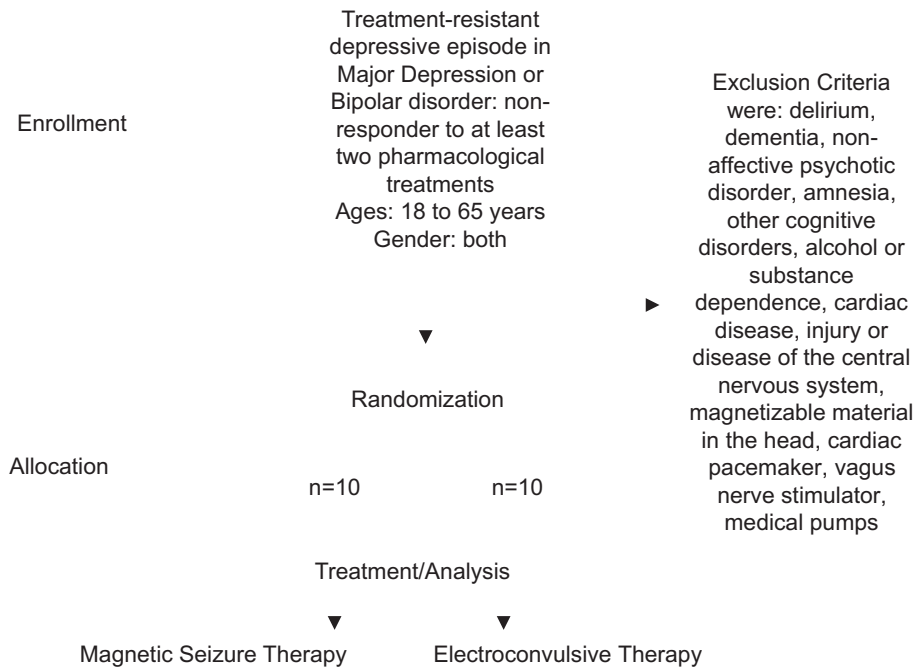 Enrollment
Treatment-resistant
depressive episode in
Major Depression or
Bipolar disorder: non-
responder to at least
two pharmacological
treatments
Ages: 18 to 65 years
Gender: both
Exclusion Criteria
were: delirium,
dementia, non-
affective psychotic
disorder, amnesia,
other cognitive
disorders, alcohol or
substance
dependence, cardiac
disease, injury or
disease of the central
nervous system,
magnetizable material
in the head, cardiac
pacemaker, vagus
nerve stimulator,
medical pumps
Randomization
Allocation
n=10 n=10
Treatment/Analysis
Magnetic Seizure Therapy Electroconvulsive Therapy